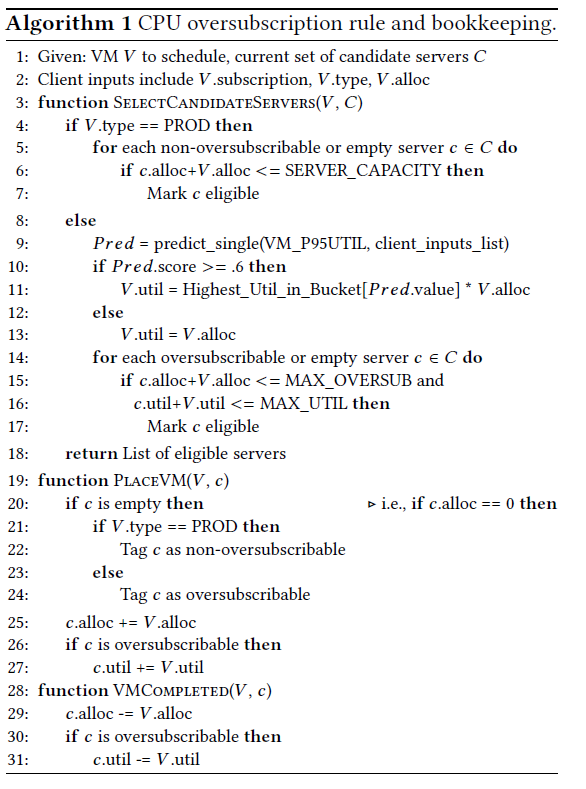 Algorithm 1 CPU oversubscription rule and bookkeeping.
1: Given: VM V to schedule, current set of candidate servers C
2: Client inputs include V.subscription, V.type, V.alloc
3: function SelectCandidateServers(V, C)
4: if V.type == PROD then
5: for each non-oversubscribable or empty server c ∈ C do
6: if c.alloc+V.alloc <= SERVER_CAPACITY then
7: Mark c eligible
8: else
9: Pred = predict_single(VM_P95UTIL, client_inputs_list)
10: if Pred.score >= .6 then
11: V.util = Highest_Util_in_Bucket[Pred.value] * V.alloc
12: else
13: V.util = V.alloc
14: for each oversubscribable or empty server c ∈ C do
15: if c.alloc+V.alloc <= MAX_OVERSUB and
16: c.util+V.util <= MAX_UTIL then
17: Mark c eligible
18: return List of eligible servers
19: function PlaceVM(V, c)
20: if c is empty then ▷ i.e., if c.alloc == 0 then
21: if V.type == PROD then
22: Tag c as non-oversubscribable
23: else
24: Tag c as oversubscribable
25: c.alloc += V.alloc
26: if c is oversubscribable then
27: c.util += V.util
28: function VMCompleted(V, c)
29: c.alloc -= V.alloc
30: if c is oversubscribable then
31: c.util -= V.util